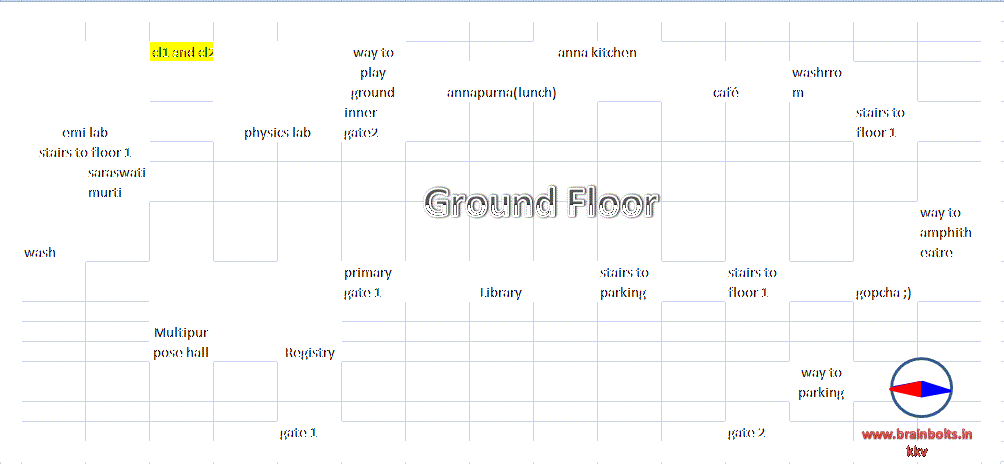 cl1 and cl2
way to
play
ground
inner
gate2
anna kitchen
annapurna(lunch)
café
washrro
m
stairs to
floor 1
emi lab
stairs to floor 1
saraswati
murti
physics lab
Ground Floor
way to
amphith
eatre
wash
primary
gate 1
Library
stairs to
parking
stairs to
floor 1
gopcha ;)
Multipur
pose hall
Registry
way to
parking
gate 1
gate 2
www.brainbolts.in
kkv